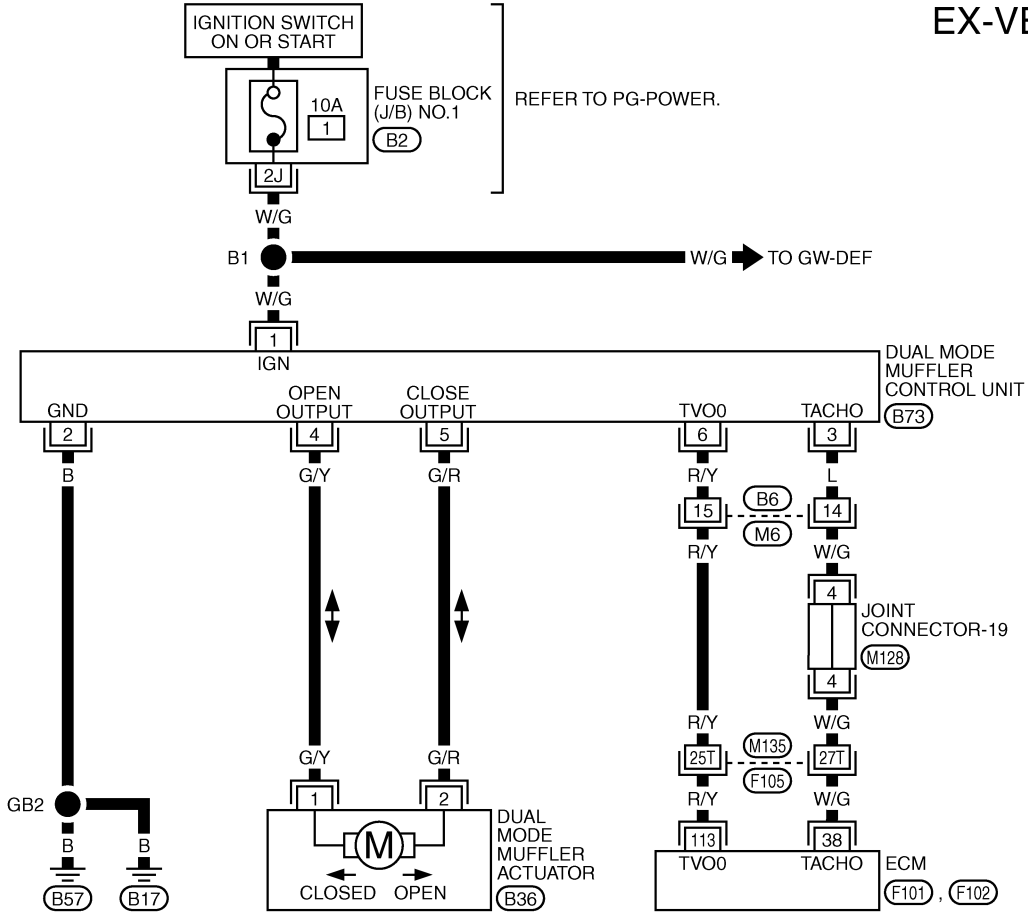 EX-VE
IGNITION SWITCH
ON OR START
10A
1
FUSE BLOCK
(J/B) NO.1
B2
REFER TO PG-POWER.
2J
W/G
B1
W/G
TO GW-DEF
W/G
1
IGN
DUAL MODE
MUFFLER
CONTROL UNIT
B73
GND
OPEN
OUTPUT
CLOSE
OUTPUT
TVO0
TACHO
2
4
5
6
3
B
G/Y
G/R
R/Y
L
15
B6
M6
14
R/Y
W/G
4
JOINT
CONNECTOR-19
M128
4
R/Y
W/G
G/Y
G/R
25T
M135
F105
27T
R/Y
W/G
1
2
GB2
B
B
B57
B17
M
CLOSED
OPEN
DUAL
MODE
MUFFLER
ACTUATOR
B36
113
38
TVO0
TACHO
ECM
F101 , F102